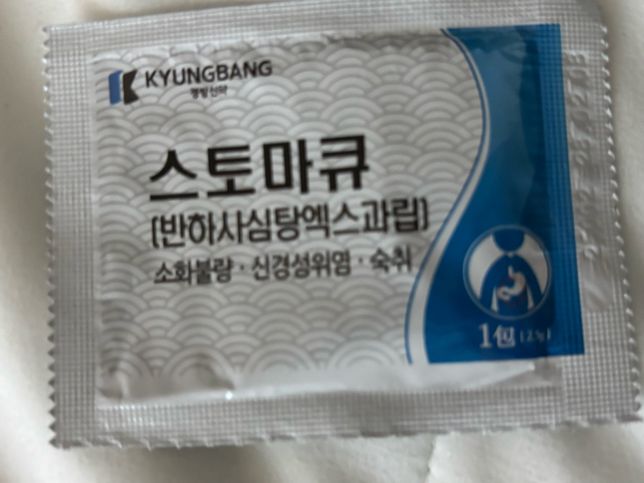 KYUNGBANG
경방신약
스토마큐
(반하사심탕엑스과립)
소화불량 · 신경성위염 · 숙취
1包